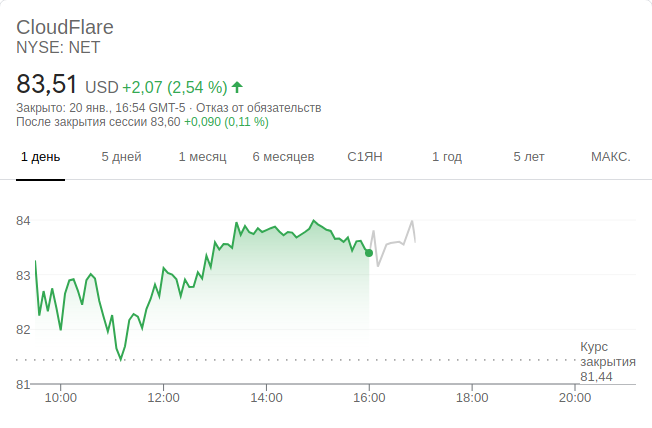 CloudFlare
NYSE: NET
83,51 USD +2,07 (2,54 %)
Закрыто: 20 янв., 16:54 GMT-5 · Отказ от обязательств
После закрытия сессии 83,60 +0,090 (0,11 %)
1 день 5 дней 1 месяц 6 месяцев С1ЯН 1 год 5 лет МАКС.
84
83
82
Курс
закрытия
81,44
81
10:00 12:00 14:00 16:00 18:00 20:00